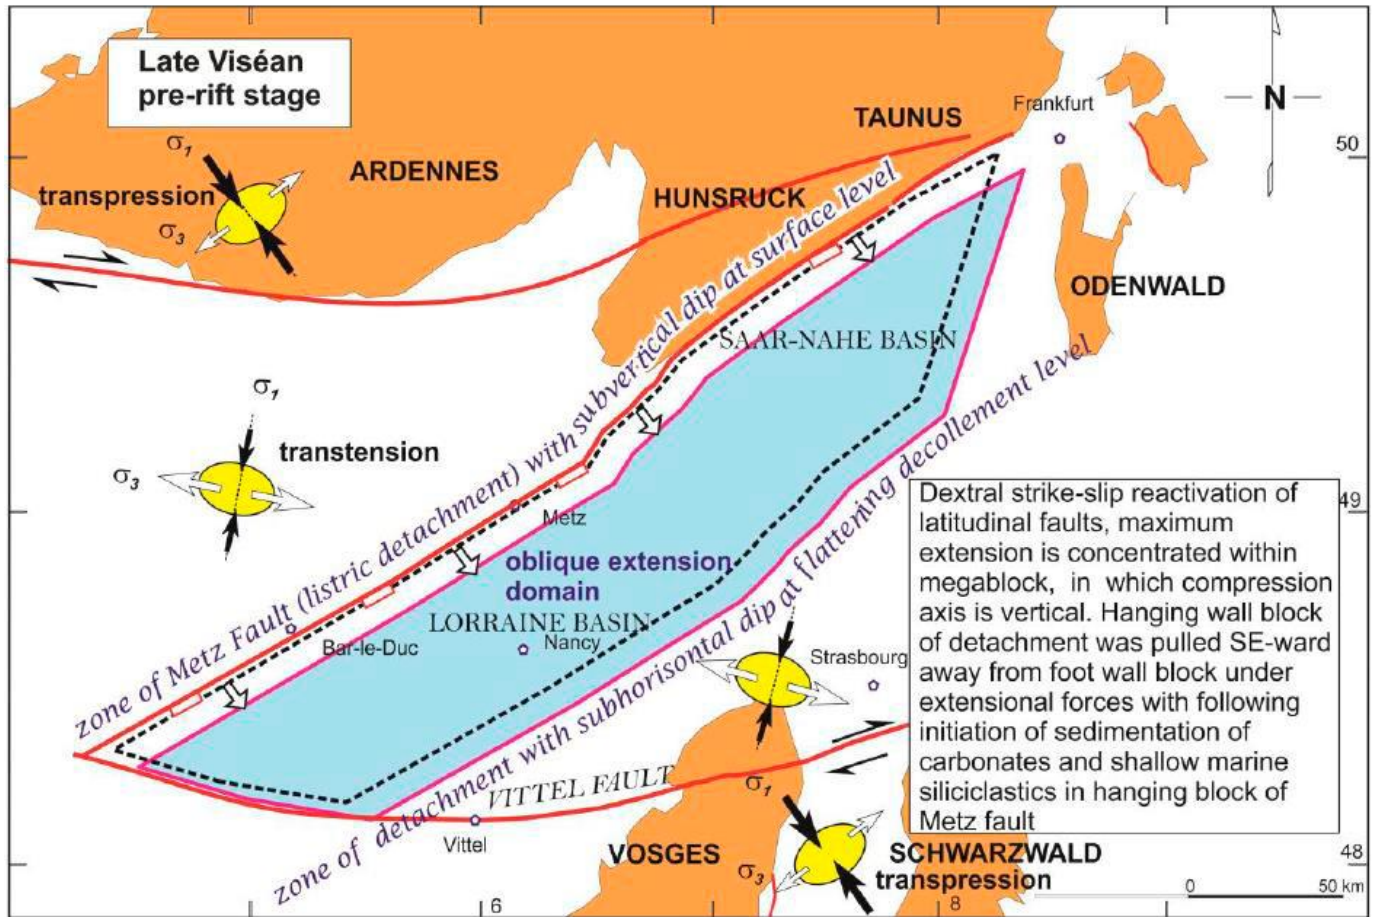 Late Viséan
pre-rift stage
σ1
transpression
σ3
ARDENNES
TAUNUS
Frankfurt
N
50
HUNSRUCK
ODENWALD
SAAR-NAHE BASIN
σ1
transtension
σ3
zone of Metz Fault (listric detachment) with subvertical dip at surface level
Metz
oblique extension
domain
LORRAINE BASIN
Bar-le-Duc
Nancy
zone of detachment with subhorisontal dip at flattening decollement level
Strasbourg
49
Dextral strike-slip reactivation of
latitudinal faults, maximum
extension is concentrated within
megablock, in which compression
axis is vertical. Hanging wall block
of detachment was pulled SE-ward
away from foot wall block under
extensional forces with following
initiation of sedimentation of
carbonates and shallow marine
siliciclastics in hanging block of
Metz fault
VITTEL FAULT
Vittel
σ1
VOSGES
SCHWARZWALD
σ3
transpression
48
0 50 km
6
8